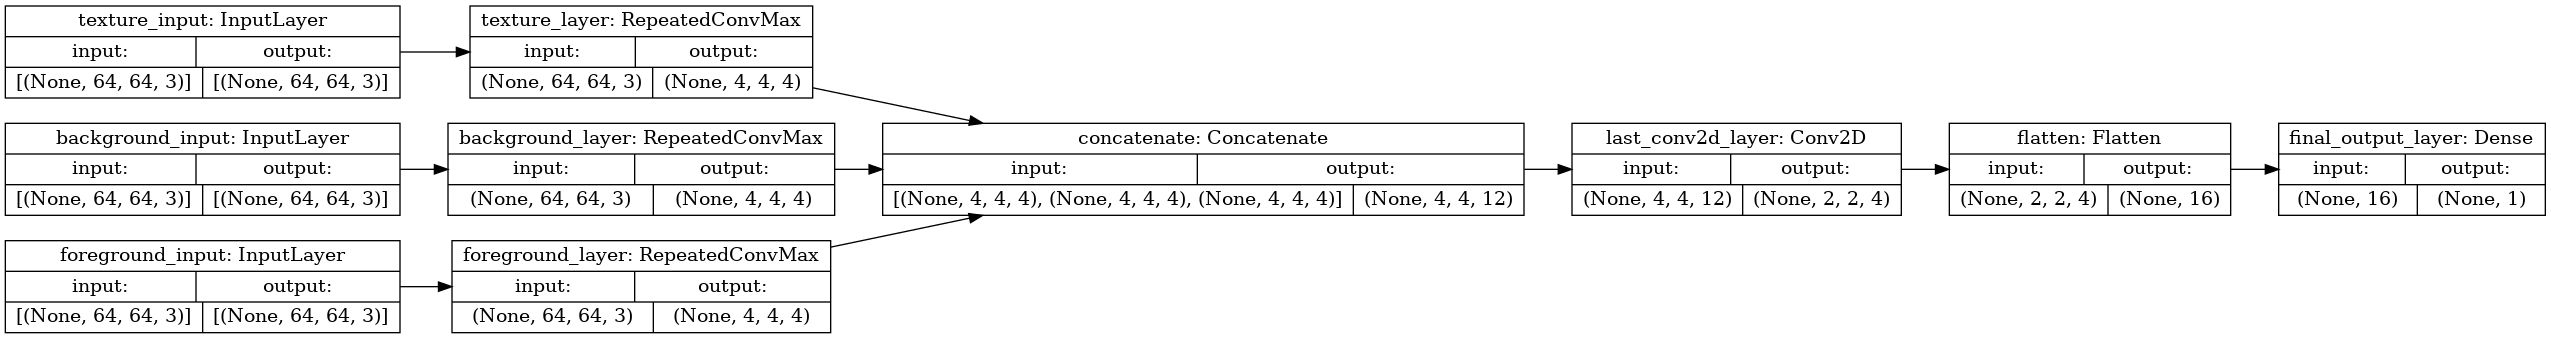 texture_input: InputLayer
input: output:
[(None, 64, 64, 3)] [(None, 64, 64, 3)]
texture_layer: RepeatedConvMax
input: output:
(None, 64, 64, 3) (None, 4, 4, 4)
background_input: InputLayer
input: output:
[(None, 64, 64, 3)] [(None, 64, 64, 3)]
background_layer: RepeatedConvMax
input: output:
(None, 64, 64, 3) (None, 4, 4, 4)
foreground_input: InputLayer
input: output:
[(None, 64, 64, 3)] [(None, 64, 64, 3)]
foreground_layer: RepeatedConvMax
input: output:
(None, 64, 64, 3) (None, 4, 4, 4)
concatenate: Concatenate
input: output:
[(None, 4, 4, 4), (None, 4, 4, 4), (None, 4, 4, 4)] (None, 4, 4, 12)
last_conv2d_layer: Conv2D
input: output:
(None, 4, 4, 12) (None, 2, 2, 4)
flatten: Flatten
input: output:
(None, 2, 2, 4) (None, 16)
final_output_layer: Dense
input: output:
(None, 16) (None, 1)